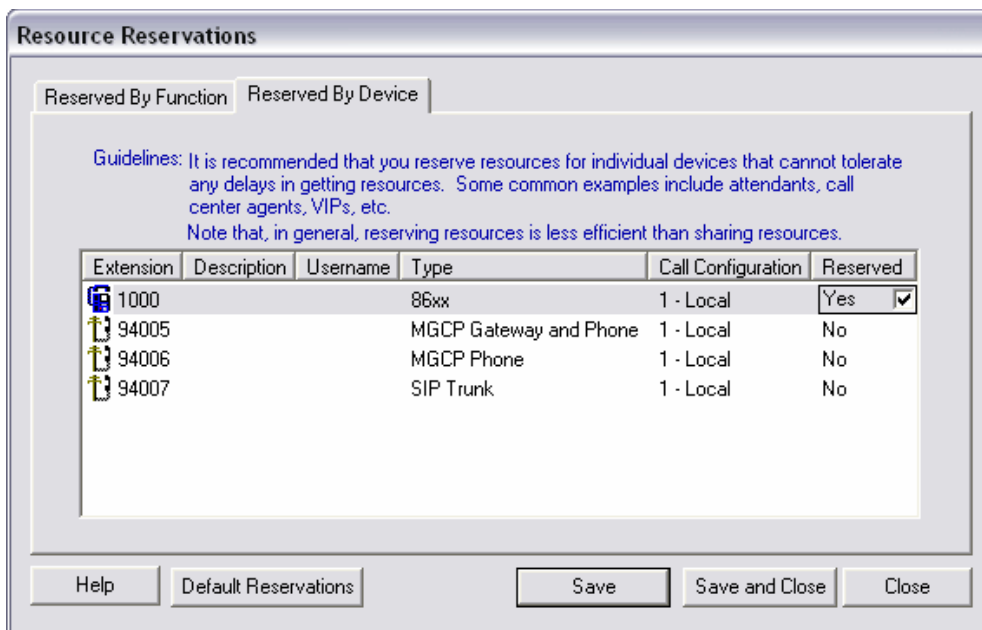 Resource Reservations
Reserved By Function Reserved By Device
Guidelines: It is recommended that you reserve resources for individual devices that cannot tolerate
any delays in getting resources. Some common examples include attendants, call
center agents, VIPs, etc.
Note that, in general, reserving resources is less efficient than sharing resources.
Extension Description Username Type Call Configuration Reserved
1000 86xx 1 - Local Yes
94005 MGCP Gateway and Phone 1 - Local No
94006 MGCP Phone 1 - Local No
94007 SIP Trunk 1 - Local No
Help Default Reservations Save Save and Close Close